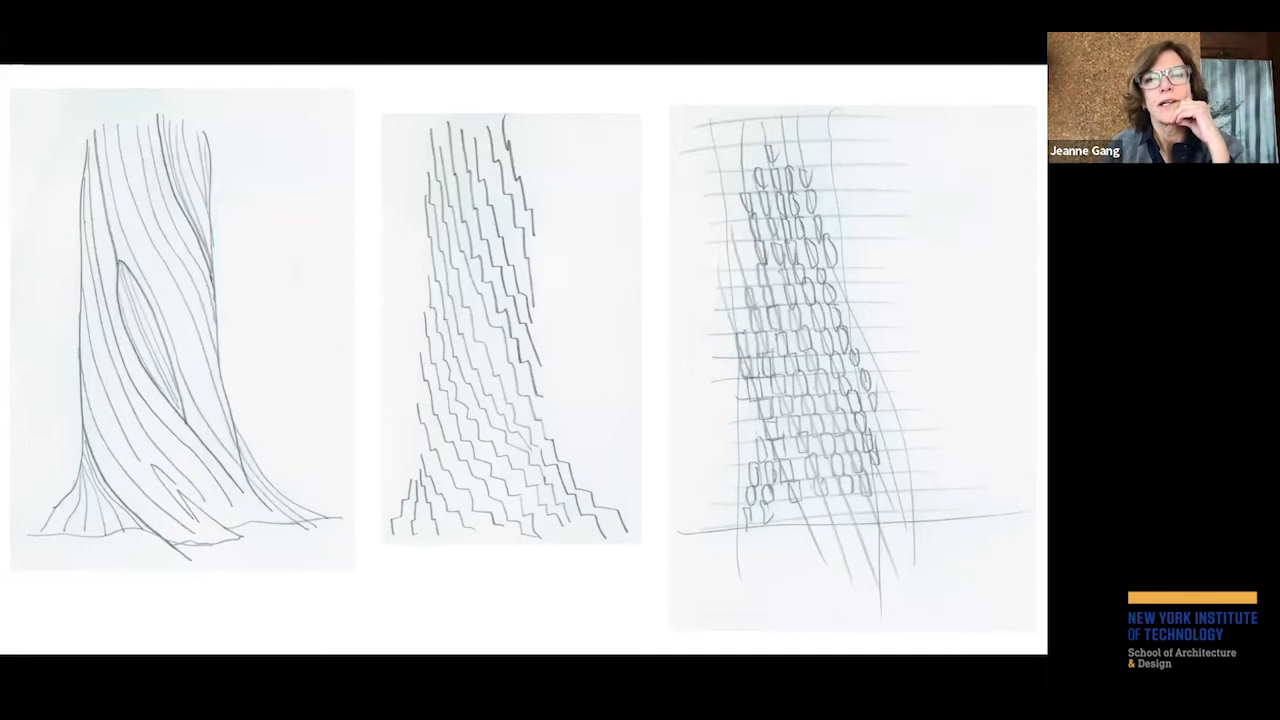 Jeanne Gang
NEW YORK INSTITUTE
OF TECHNOLOGY
School of Architecture
& Design